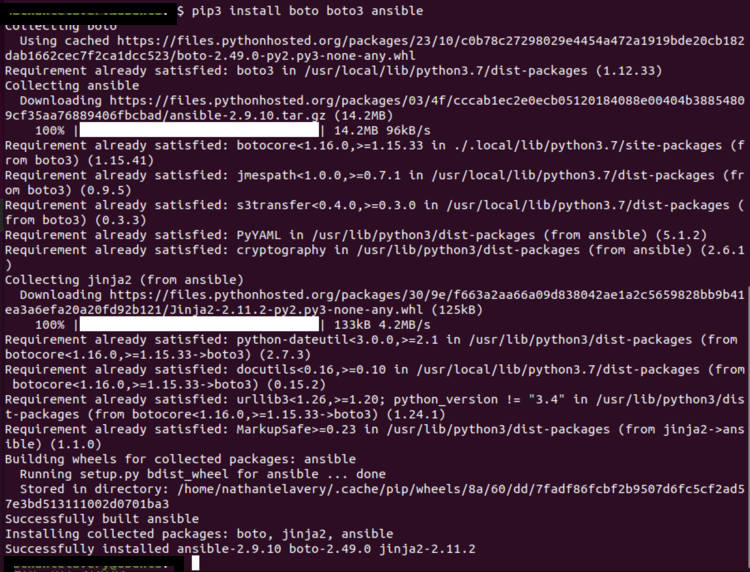 $ pip3 install boto boto3 ansible
Collecting boto
Using cached https://files.pythonhosted.org/packages/23/10/c0b78c27298029e4454a472a1919bde20cb182
dab1662cec7f2ca1dcc523/boto-2.49.0-py2.py3-none-any.whl
Requirement already satisfied: boto3 in /usr/local/lib/python3.7/dist-packages (1.12.33)
Collecting ansible
Downloading https://files.pythonhosted.org/packages/03/4f/cccab1ec2e0ecb05120184088e00404b3885480
9cf35aa76889406fbcbad/ansible-2.9.10.tar.gz (14.2MB)
100% | | 14.2MB 96kB/s
Requirement already satisfied: botocore<1.16.0,>=1.15.33 in ./.local/lib/python3.7/site-packages (f
rom boto3) (1.15.41)
Requirement already satisfied: jmespath<1.0.0,>=0.7.1 in /usr/local/lib/python3.7/dist-packages (fr
om boto3) (0.9.5)
Requirement already satisfied: s3transfer<0.4.0,>=0.3.0 in /usr/local/lib/python3.7/dist-packages (
from boto3) (0.3.3)
Requirement already satisfied: PyYAML in /usr/lib/python3/dist-packages (from ansible) (5.1.2)
Requirement already satisfied: cryptography in /usr/lib/python3/dist-packages (from ansible) (2.6.1
)
Collecting jinja2 (from ansible)
Downloading https://files.pythonhosted.org/packages/30/9e/f663a2aa66a09d838042ae1a2c5659828bb9b41
ea3a6efa20a20fd92b121/Jinja2-2.11.2-py2.py3-none-any.whl (125kB)
100% | | 133kB 4.2MB/s
Requirement already satisfied: python-dateutil<3.0.0,>=2.1 in /usr/lib/python3/dist-packages (from
botocore<1.16.0,>=1.15.33->boto3) (2.7.3)
Requirement already satisfied: docutils<0.16,>=0.10 in /usr/local/lib/python3.7/dist-packages (from
botocore<1.16.0,>=1.15.33->boto3) (0.15.2)
Requirement already satisfied: urllib3<1.26,>=1.20; python_version != "3.4" in /usr/lib/python3/dis
t-packages (from botocore<1.16.0,>=1.15.33->boto3) (1.24.1)
Requirement already satisfied: MarkupSafe>=0.23 in /usr/lib/python3/dist-packages (from jinja2->ans
ible) (1.1.0)
Building wheels for collected packages: ansible
Running setup.py bdist_wheel for ansible ... done
Stored in directory: /home/nathanielavery/.cache/pip/wheels/8a/60/dd/7fadf86fcbf2b9507d6fc5cf2ad5
7e3bd513111002d0701ba3
Successfully built ansible
Installing collected packages: boto, jinja2, ansible
Successfully installed ansible-2.9.10 boto-2.49.0 jinja2-2.11.2